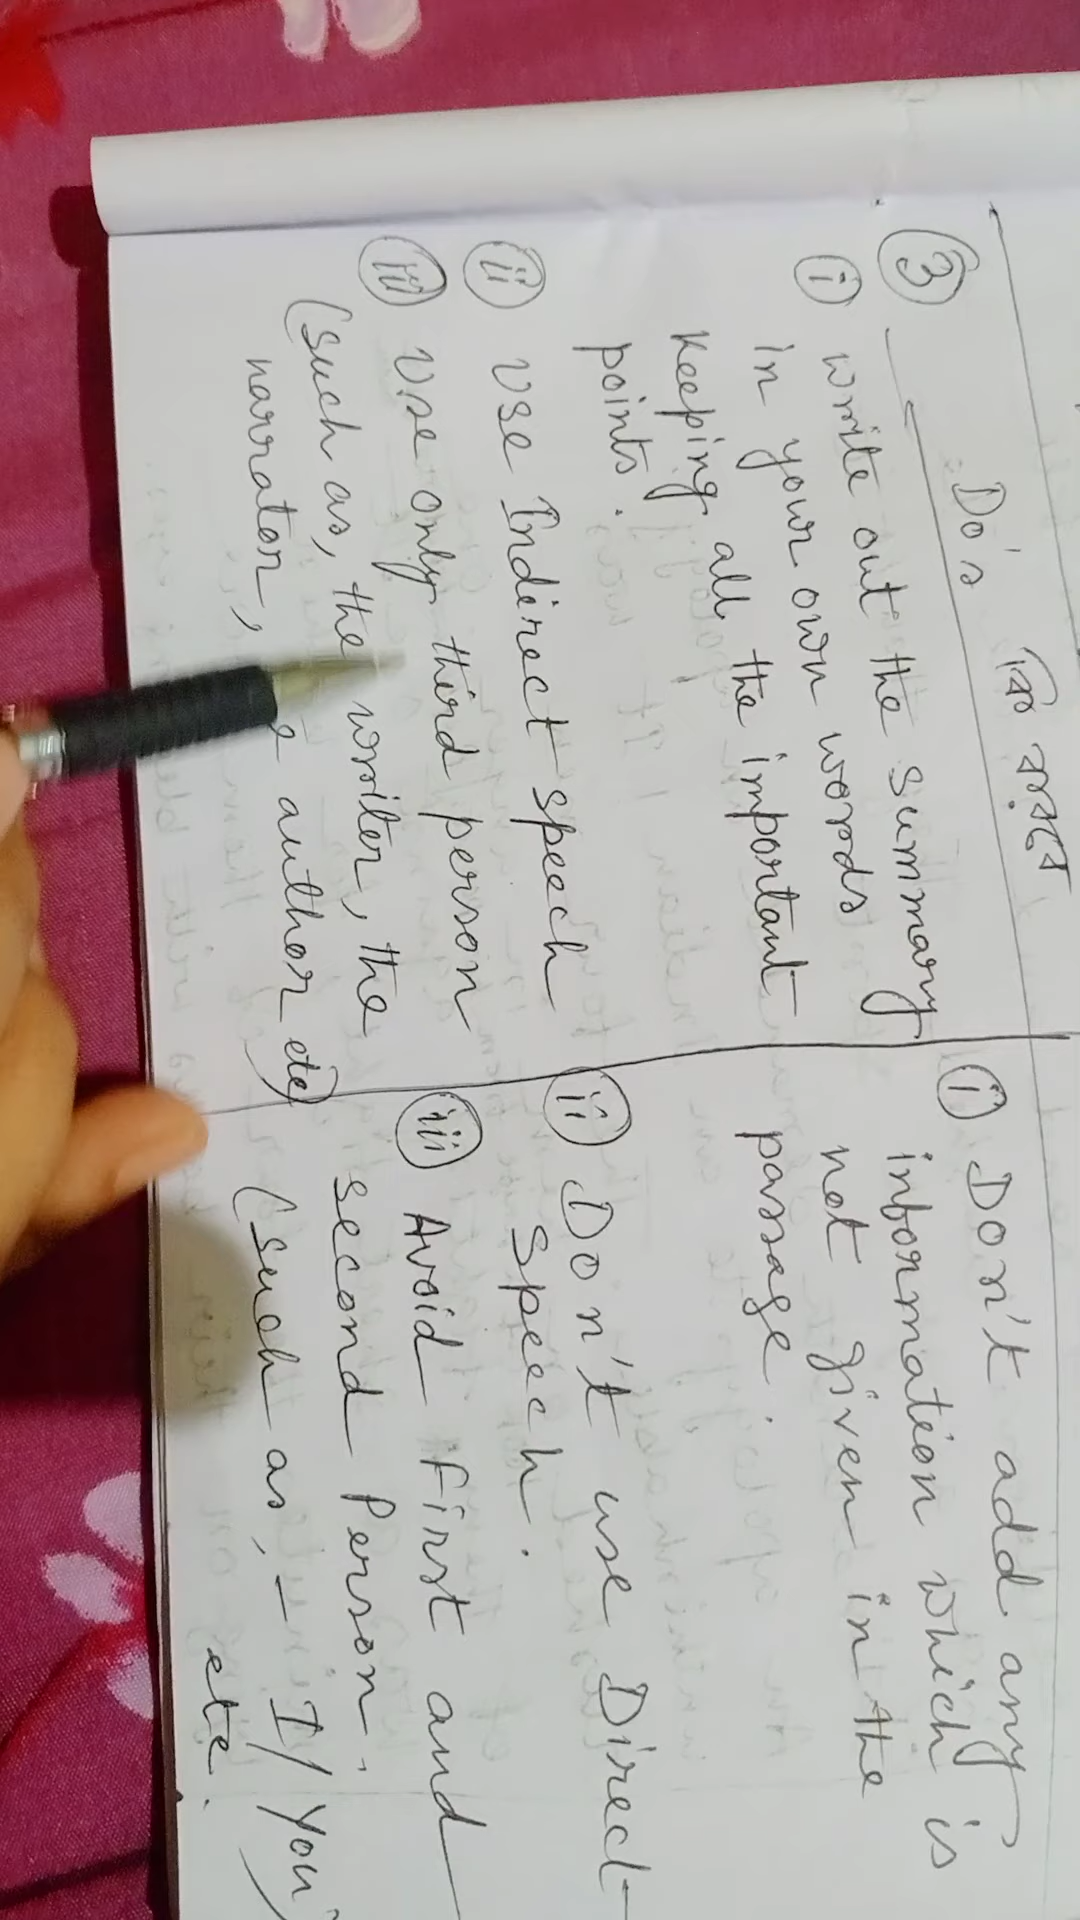 Do's কি করবে
③
ⓘ write out the summary
in your own words
keeping all the important
points.
ⓘⓘ Use Indirect speech
ⓘⓘⓘ Use only third person
(such as, the writer, the
narrator, author etc)
ⓘ Don't add any
information which is
not given in the
passage.
ⓘⓘ Don't use Direct
Speech.
ⓘⓘⓘ Avoid First and
second Person.
(such as, - I/You
etc.